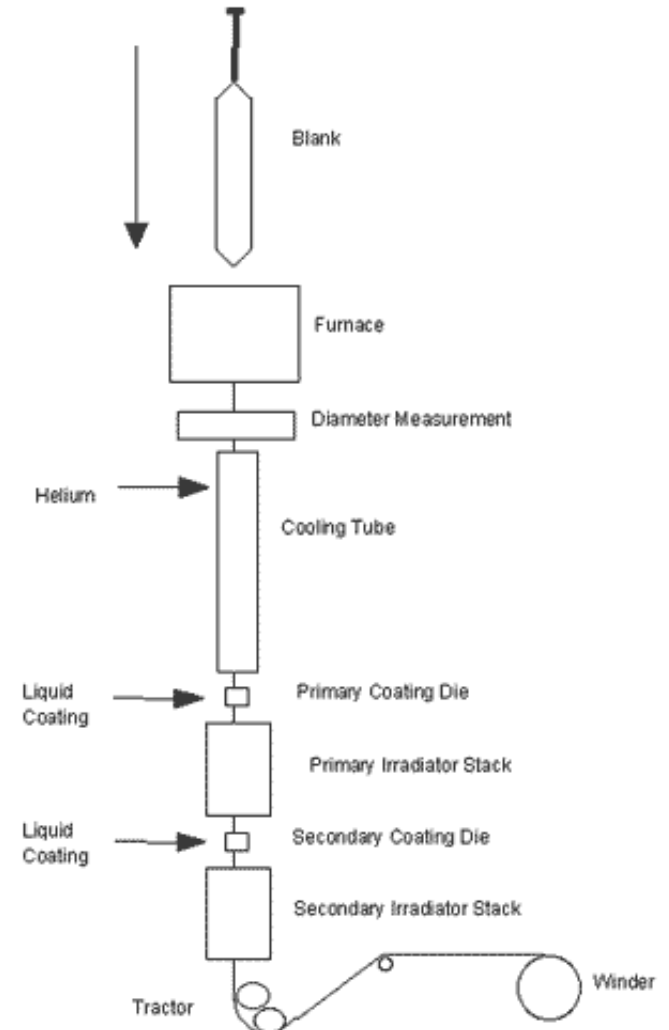 Blank
Furnace
Diameter Measurement
Helium
Cooling Tube
Liquid
Coating
Primary Coating Die
Primary Irradiator Stack
Liquid
Coating
Secondary Coating Die
Secondary Irradiator Stack
Winder
Tractor